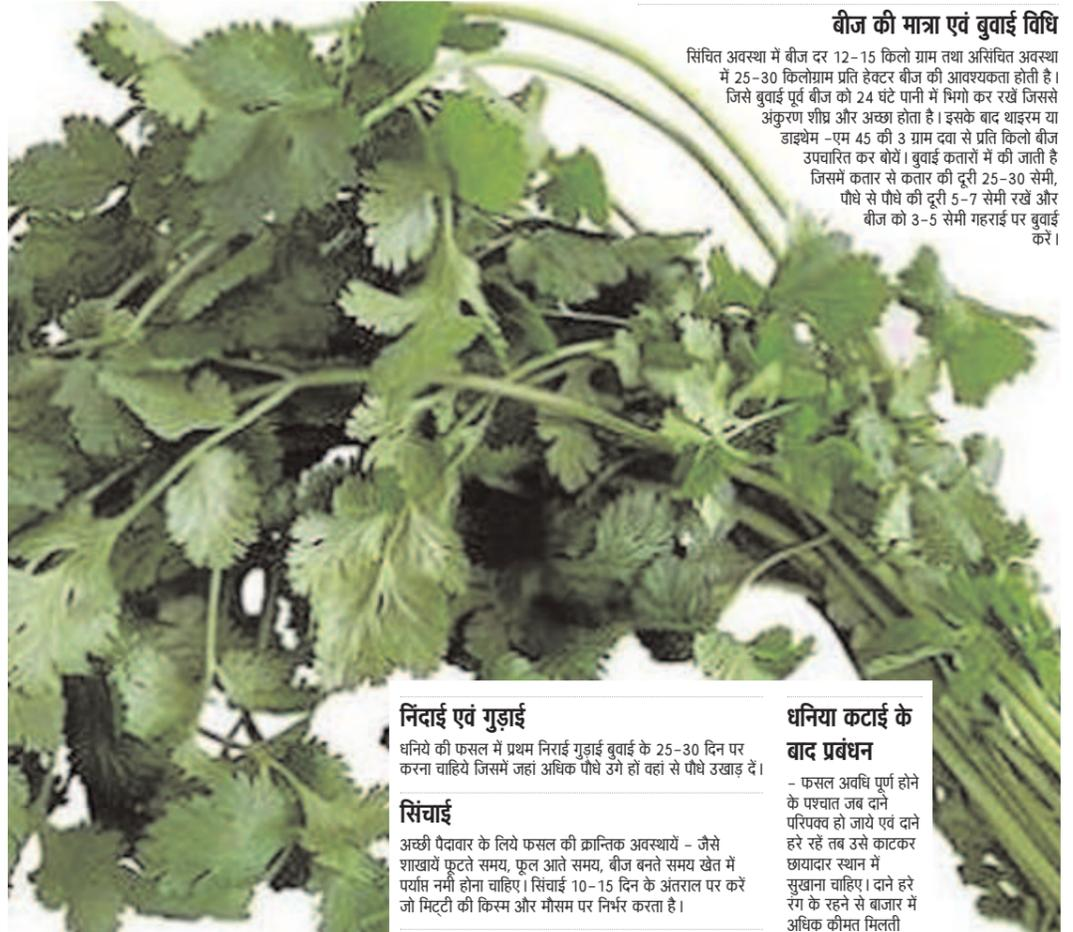 बीज की मात्रा एवं बुवाई विधि
सिंचित अवस्था में बीज दर 12-15 किलो ग्राम तथा असिंचित अवस्था
में 25-30 किलोग्राम प्रति हेक्टर बीज की आवश्यकता होती है।
जिसे बुवाई पूर्व बीज को 24 घंटे पानी में भिगो कर रखें जिससे
अंकुरण शीघ्र और अच्छा होता है। इसके बाद थाइरम या
डाइथेम -एम 45 की 3 ग्राम दवा से प्रति किलो बीज
उपचारित कर बोयें। बुवाई कतारों में की जाती है
जिसमें कतार से कतार की दूरी 25-30 सेमी,
पौधे से पौधे की दूरी 5-7 सेमी रखें और
बीज को 3-5 सेमी गहराई पर बुवाई
करें।
निंदाई एवं गुड़ाई
धनिये की फसल में प्रथम निराई गुड़ाई बुवाई के 25-30 दिन पर
करना चाहिये जिसमें जहां अधिक पौधे उगे हों वहां से पौधे उखाड़ दें।
सिंचाई
अच्छी पैदावार के लिये फसल की क्रान्तिक अवस्थायें - जैसे
शाखायें फूटते समय, फूल आते समय, बीज बनते समय खेत में
पर्याप्त नमी होना चाहिए। सिंचाई 10-15 दिन के अंतराल पर करें
जो मिट्टी की किस्म और मौसम पर निर्भर करता है।
धनिया कटाई के
बाद प्रबंधन
- फसल अवधि पूर्ण होने
के पश्चात जब दाने
परिपक्व हो जाये एवं दाने
हरे रहें तब उसे काटकर
छायादार स्थान में
सुखाना चाहिए। दाने हरे
रंग के रहने से बाजार में
अधिक कीमत मिलती